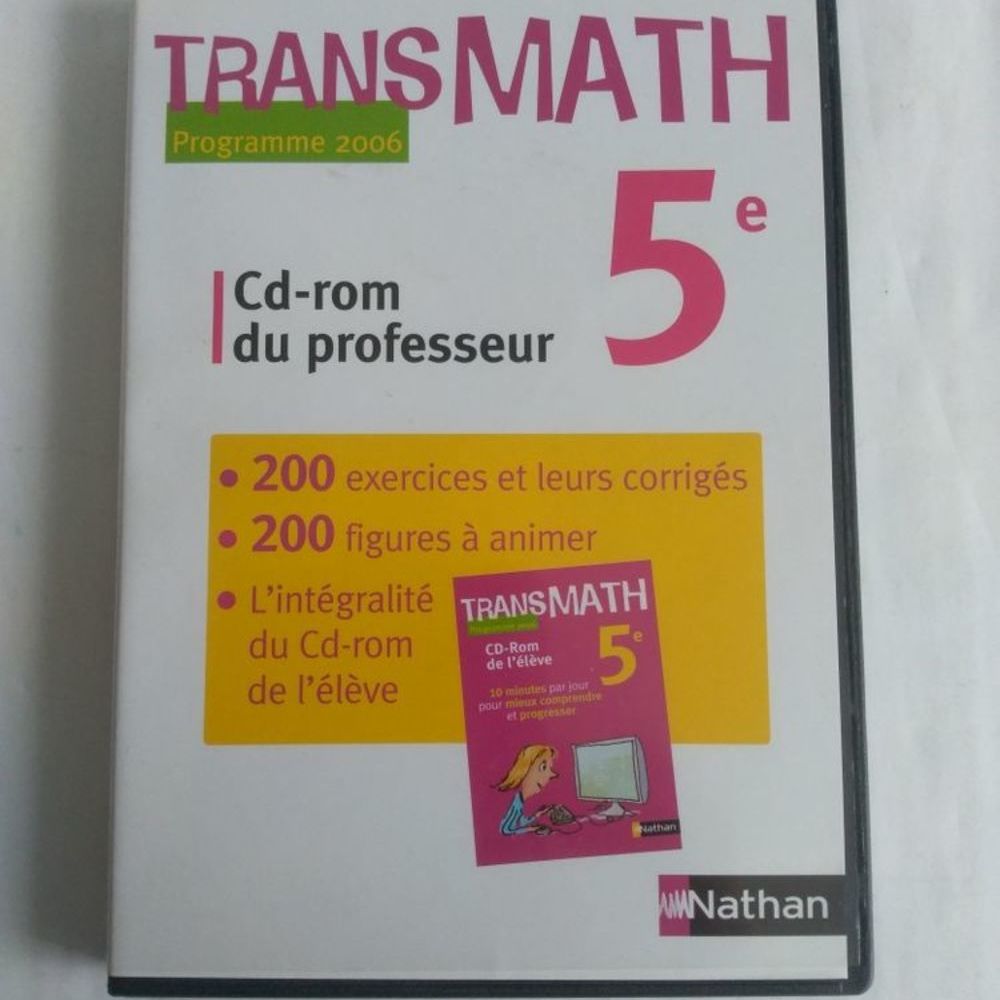 TRANSMATH
Programme 2006
5e
Cd-rom
du professeur
• 200 exercices et leurs corrigés
• 200 figures à animer
• L'intégralité
du Cd-rom
de l'élève
TRANSMATH
Programme 2006
5e
CD-Rom
de l'élève
10 minutes par jour
pour mieux comprendre
et progresser
Nathan
Nathan